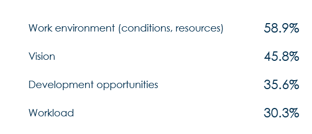 Work environment (conditions, resources) 58.9%
Vision 45.8%
Development opportunities 35.6%
Workload 30.3%